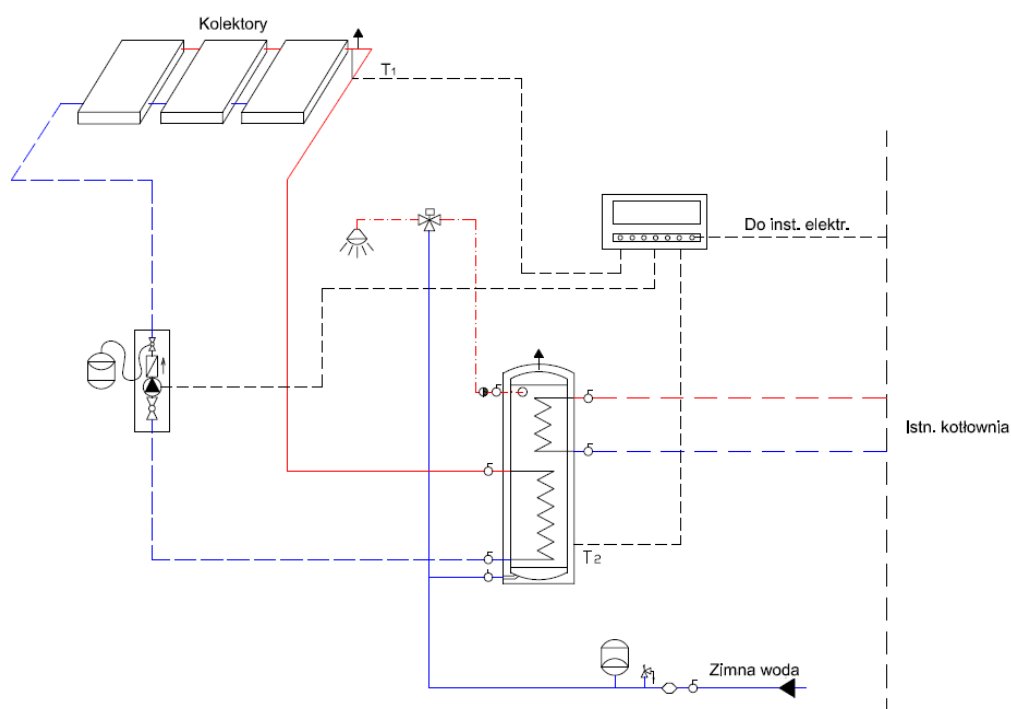 Kolektory
T1
Do inst. elektr.
Istn. kotłownia
T2
Zimna woda